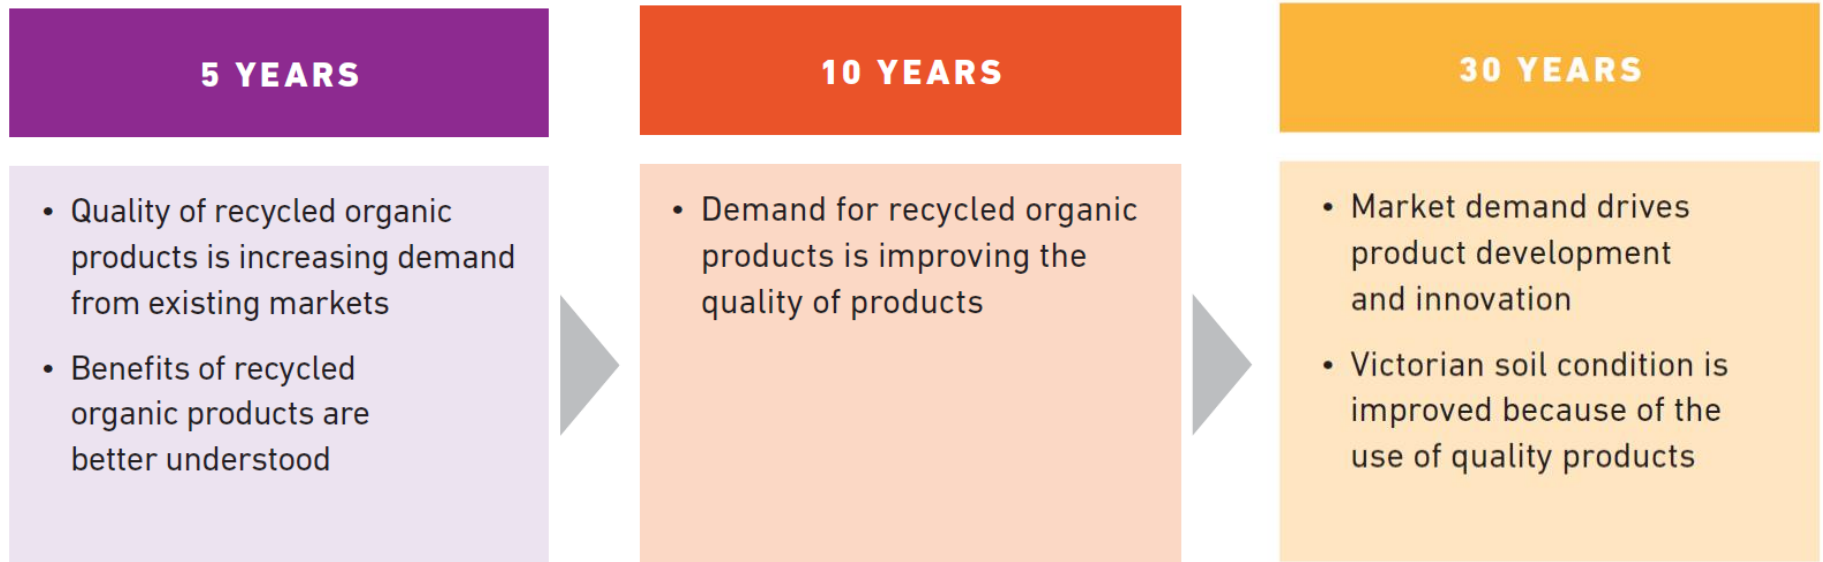 5 YEARS
• Quality of recycled organic
products is increasing demand
from existing markets
• Benefits of recycled
organic products are
better understood
10 YEARS
• Demand for recycled organic
products is improving the
quality of products
30 YEARS
• Market demand drives
product development
and innovation
• Victorian soil condition is
improved because of the
use of quality products